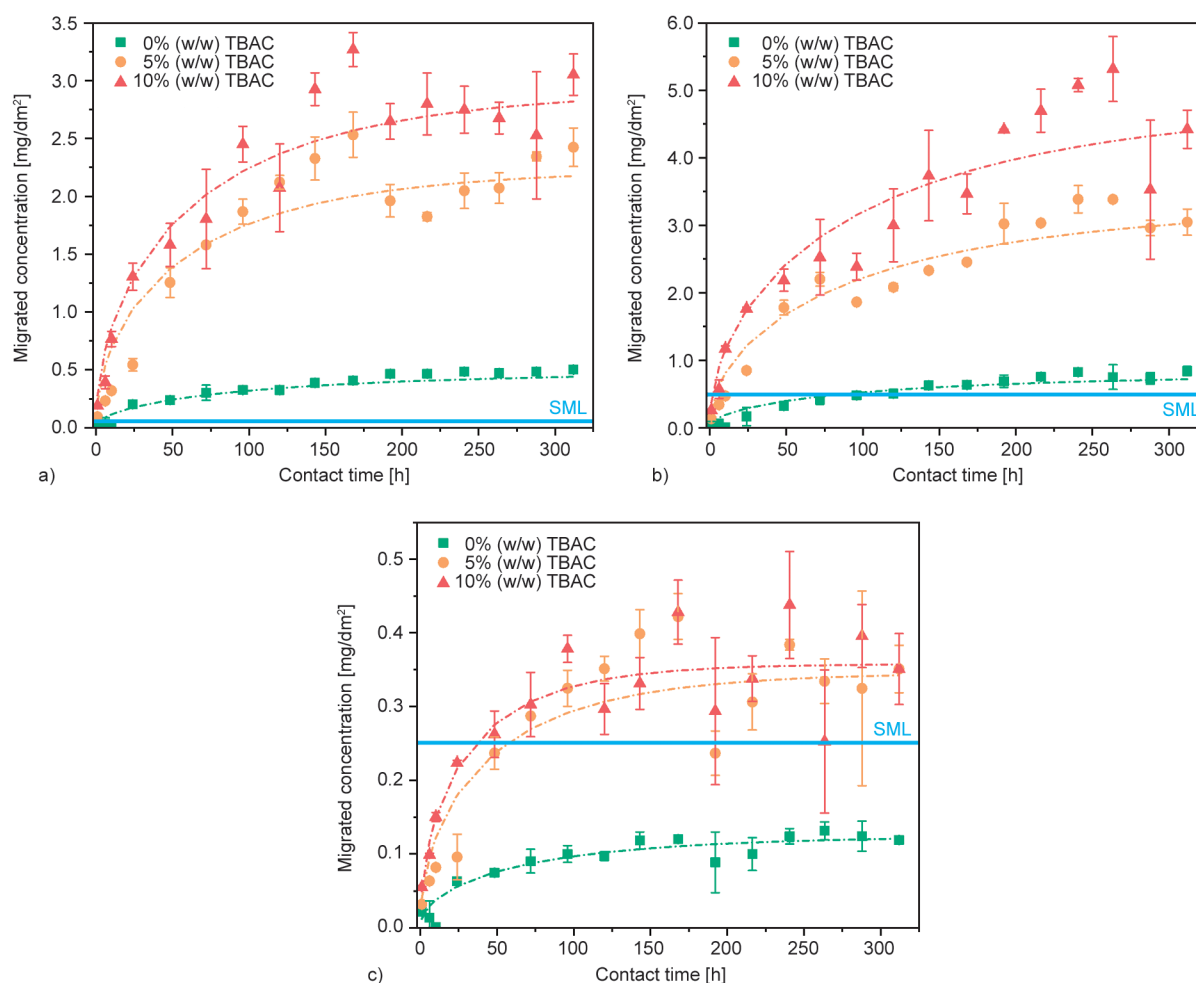 3.5
3.0
2.5
2.0
1.5
1.0
0.5
0.0
Migrated concentration [mg/dm²]
0% (w/w) TBAC
5% (w/w) TBAC
10% (w/w) TBAC
SML
0 50 100 150 200 250 300
Contact time [h]
a)
6.0
5.0
4.0
3.0
2.0
1.0
0.0
Migrated concentration [mg/dm²]
0% (w/w) TBAC
5% (w/w) TBAC
10% (w/w) TBAC
SML
0 50 100 150 200 250 300
Contact time [h]
b)
0.5
0.4
0.3
0.2
0.1
0.0
Migrated concentration [mg/dm²]
0% (w/w) TBAC
5% (w/w) TBAC
10% (w/w) TBAC
SML
0 50 100 150 200 250 300
Contact time [h]
c)